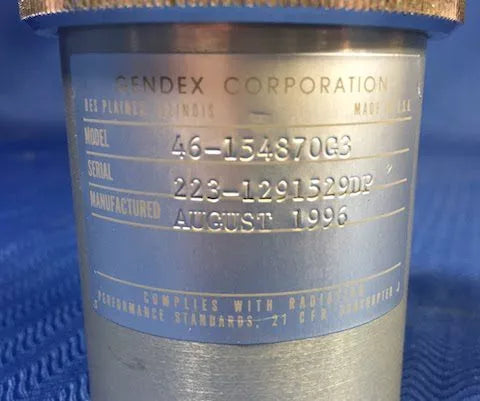 GENDEX CORPORATION
DES PLAINES, ILLINOIS MADE U.S.A.
MODEL 46-154870G3
SERIAL 223-1291529DP
MANUFACTURED AUGUST 1996
COMPLIES WITH RADIATION
PERFORMANCE STANDARDS, 21 CFR SUBCHAPTER J